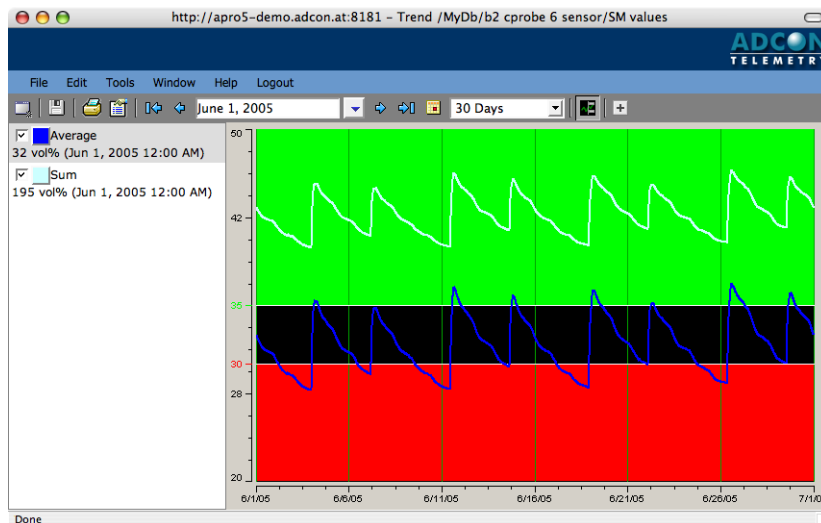 http://apro5-demo.adcon.at:8181 – Trend /MyDb/b2 cprobe 6 sensor/SM values
ADCON
TELEMETRY
File Edit Tools Window Help Logout
June 1, 2005
30 Days
Average
32 vol% (Jun 1, 2005 12:00 AM)
Sum
195 vol% (Jun 1, 2005 12:00 AM)
50
42
35
30
28
20
6/1/05 6/6/05 6/11/05 6/16/05 6/21/05 6/26/05 7/1/0
Done